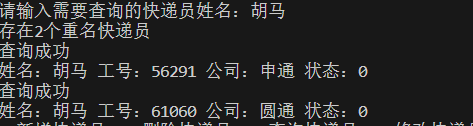 请输入需要查询的快递员姓名：胡马
存在2个重名快递员
查询成功
姓名：胡马 工号：56291 公司：申通 状态：0
查询成功
姓名：胡马 工号：61060 公司：圆通 状态：0